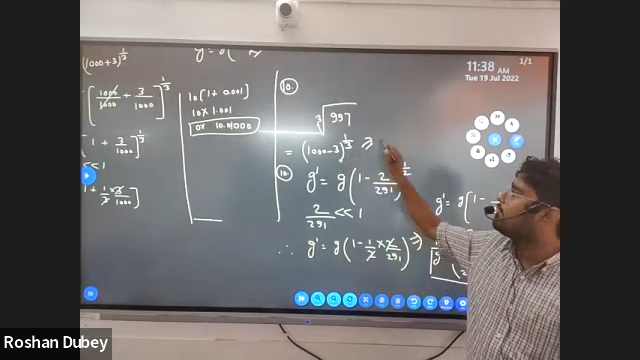 (1000+3)^{1/3}
[1000/1000 + 3/1000]^{1/3}
1 + 3/1000]^{1/3}
<<1
1 + 1/3 × 3/1000]
10[1 + 0.001]
10 × 1.001
or 10.01000
10.
∛997
= (1000-3)^{1/3} ⇒
10.
g' = g(1 - 2/291)^{1/2}
2/291 << 1
∴ g' = g(1 - 1/2 × 2/291) ⇒
g' = g[1 -
11:38 AM
1/1
Tue 19 Jul 2022
Roshan Dubey